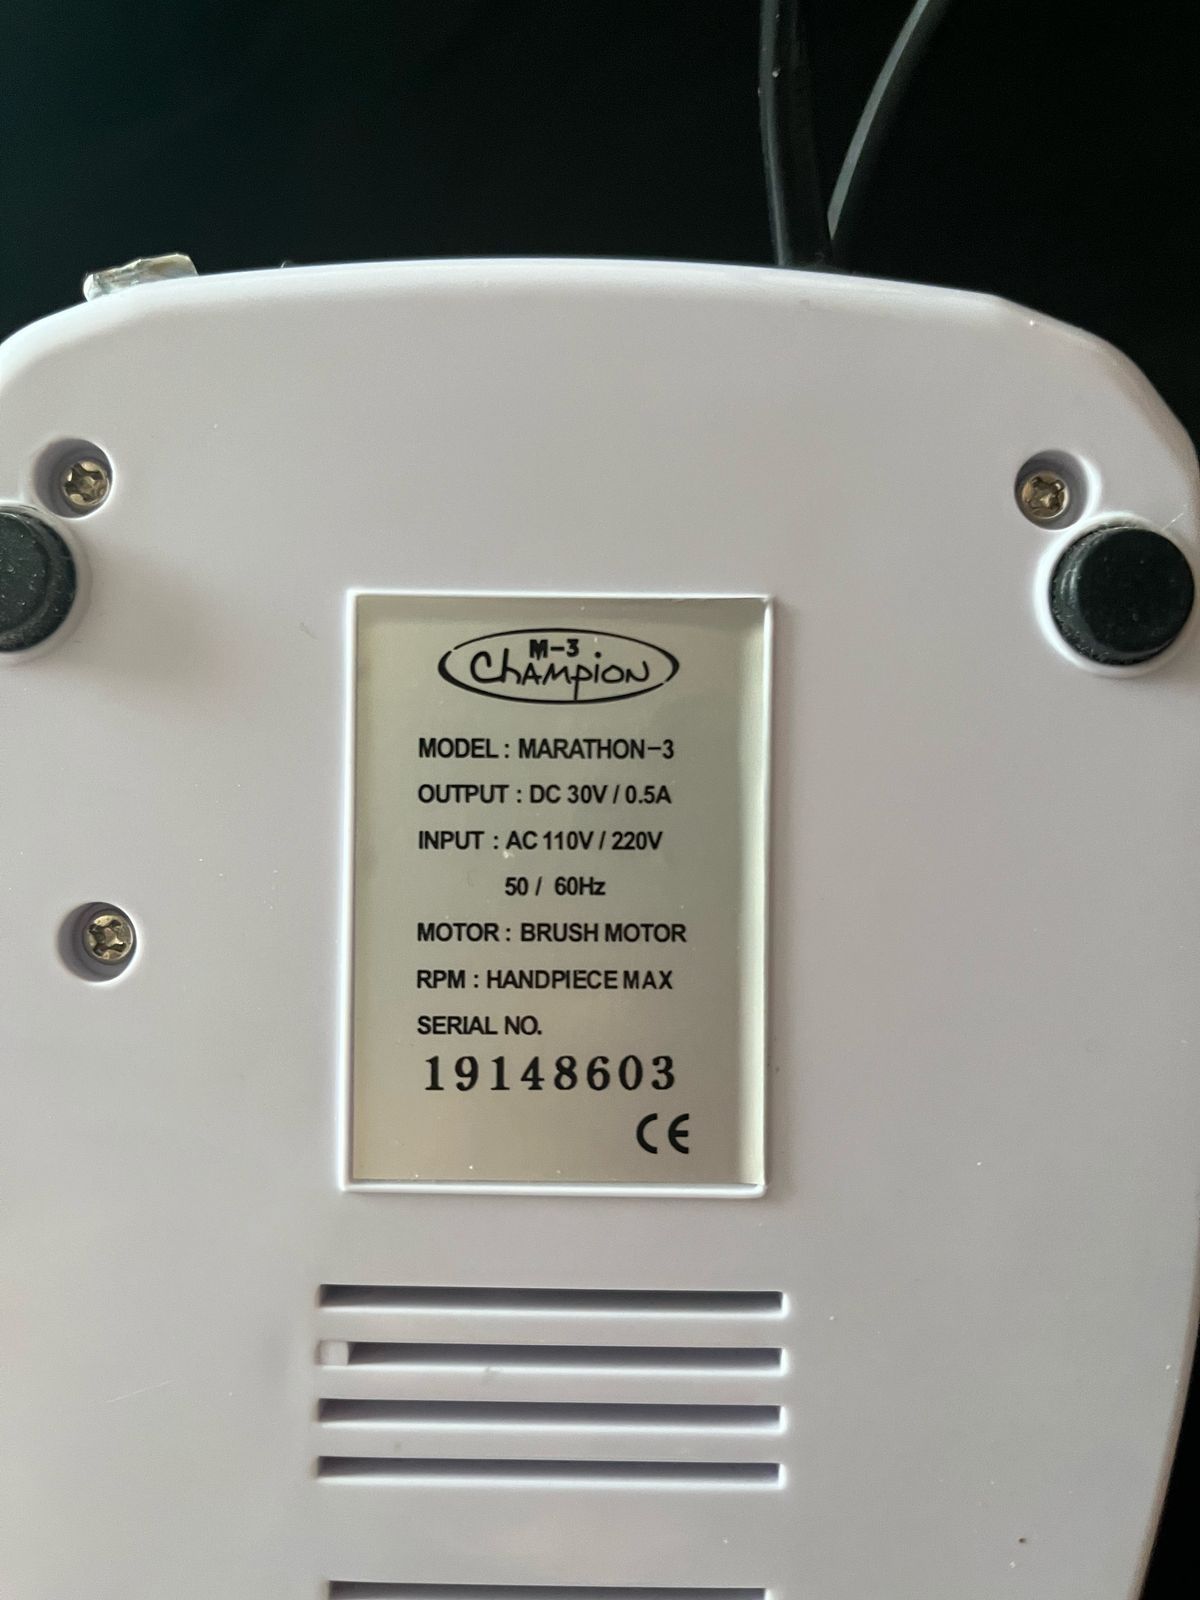 M-3
Champion
MODEL : MARATHON-3
OUTPUT : DC 30V / 0.5A
INPUT : AC 110V / 220V
50 / 60Hz
MOTOR : BRUSH MOTOR
RPM : HANDPIECE MAX
SERIAL NO.
19148603
CE